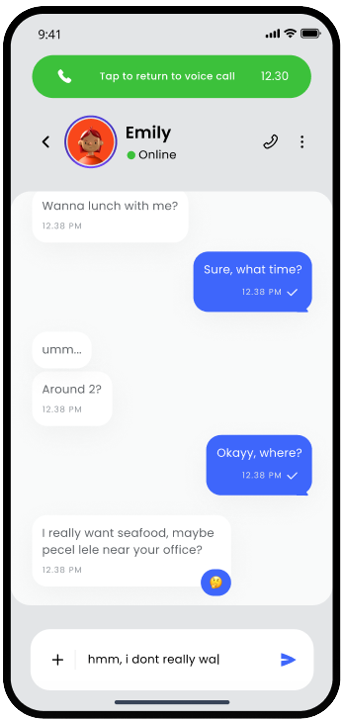 9:41
Tap to return to voice call 12.30
Emily
Online
Wanna lunch with me?
12.38 PM
Sure, what time?
12.38 PM
umm...
Around 2?
12.38 PM
Okayy, where?
12.38 PM
I really want seafood, maybe
pecel lele near your office?
12.38 PM
hmm, i dont really wa